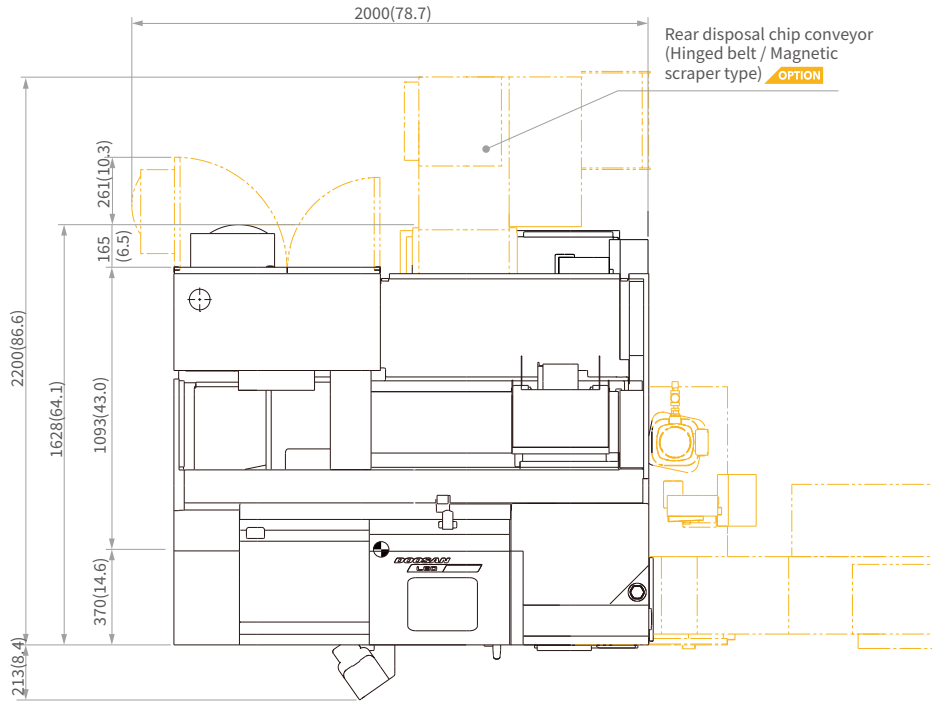 2000(78.7)
Rear disposal chip conveyor
(Hinged belt / Magnetic
scraper type) OPTION
261(10.3)
165
(6.5)
2200(86.6)
1628(64.1)
1093(43.0)
370(14.6)
213(8.4)
DOOSAN